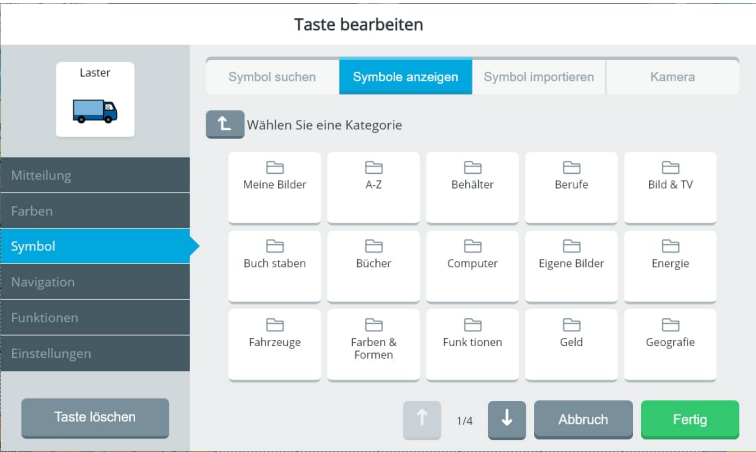 Taste bearbeiten
Laster
Mitteilung
Farben
Symbol
Navigation
Funktionen
Einstellungen
Taste löschen
Symbol suchen
Symbole anzeigen
Symbol importieren
Kamera
Wählen Sie eine Kategorie
Meine Bilder
A-Z
Behälter
Berufe
Bild & TV
Buch staben
Bücher
Computer
Eigene Bilder
Energie
Fahrzeuge
Farben &
Formen
Funk tionen
Geld
Geografie
1/4
Abbruch
Fertig